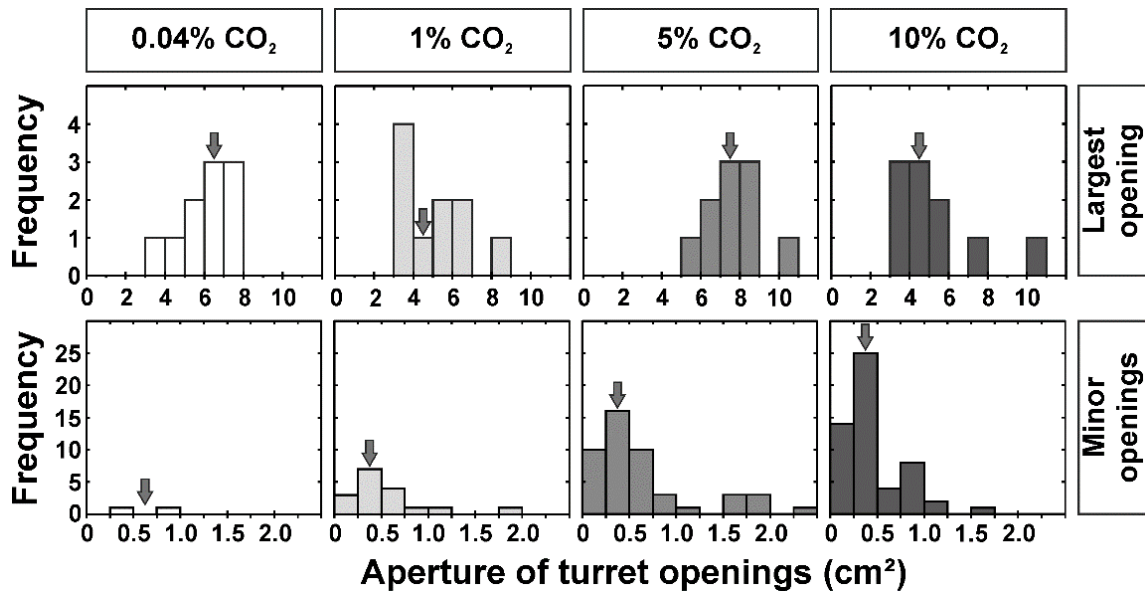 0.04% CO₂ 1% CO₂ 5% CO₂ 10% CO₂
Frequency
4
3
2
1
0
0 2 4 6 8 10 2 4 6 8 10 0 2 4 6 8 10 0 2 4 6 8 10
Largest
opening
Frequency
25
20
15
10
5
0
0.5 1.0 1.5 2.0 0 0.5 1.0 1.5 2.0 0 0.5 1.0 1.5 2.0 0 0.5 1.0 1.5 2.0
Minor
openings
Aperture of turret openings (cm²)